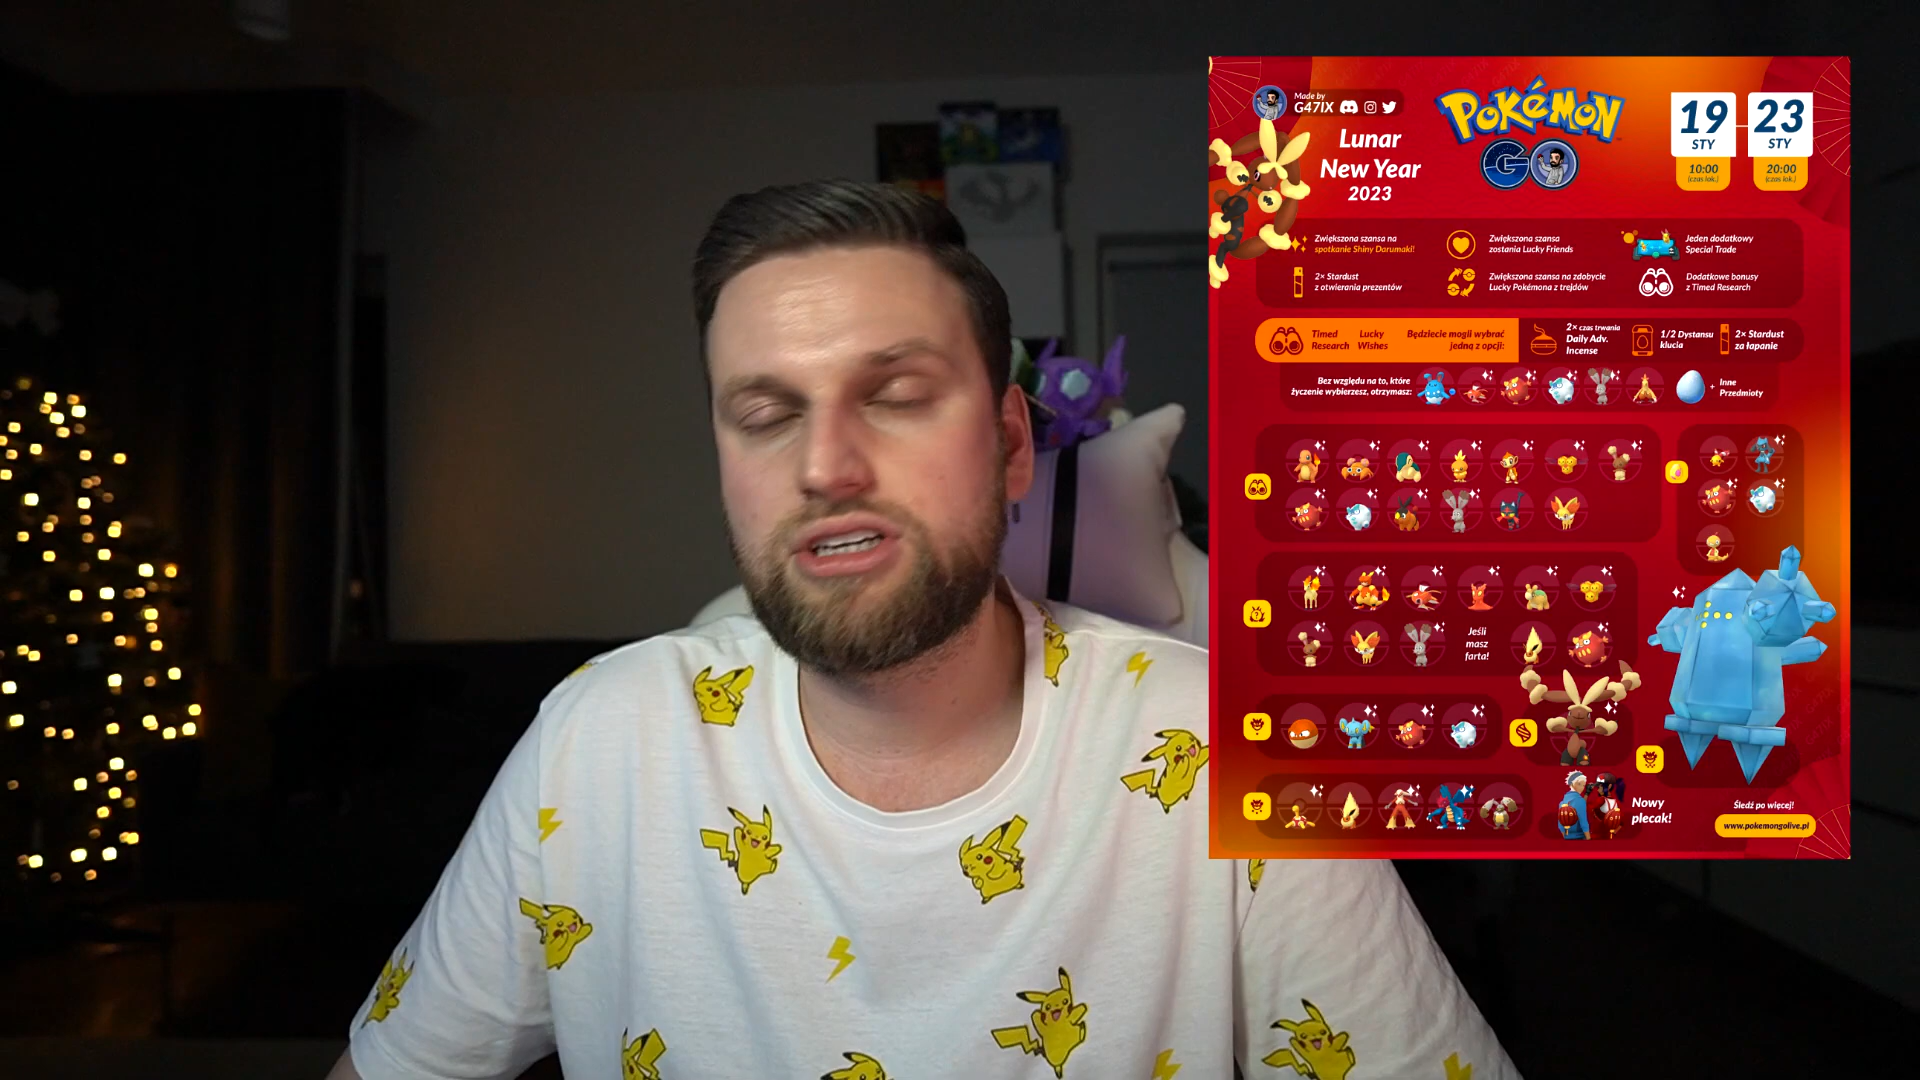 Made by
G47IX
Lunar
New Year
2023
POKéMON
GO
19
STY
10:00
(czas lok.)
23
STY
20:00
(czas lok.)
Zwiększona szansa na
spotkanie Shiny Darumaki!
Zwiększona szansa
zostania Lucky Friends
Jeden dodatkowy
Special Trade
2× Stardust
z otwierania prezentów
Zwiększona szansa na zdobycie
Lucky Pokémona z trejdów
Dodatkowe bonusy
z Timed Research
Timed
Research
Lucky
Wishes
Będziecie mogli wybrać
jedną z opcji:
2× czas trwania
Daily Adv.
Incense
1/2 Dystansu
klucia
2× Stardust
za łapanie
Bez względu na to, które
życzenie wybierzesz, otrzymasz:
+ Inne
Przedmioty
Jeśli
masz
farta!
Nowy
plecak!
Śledź po więcej!
www.pokemongolive.pl